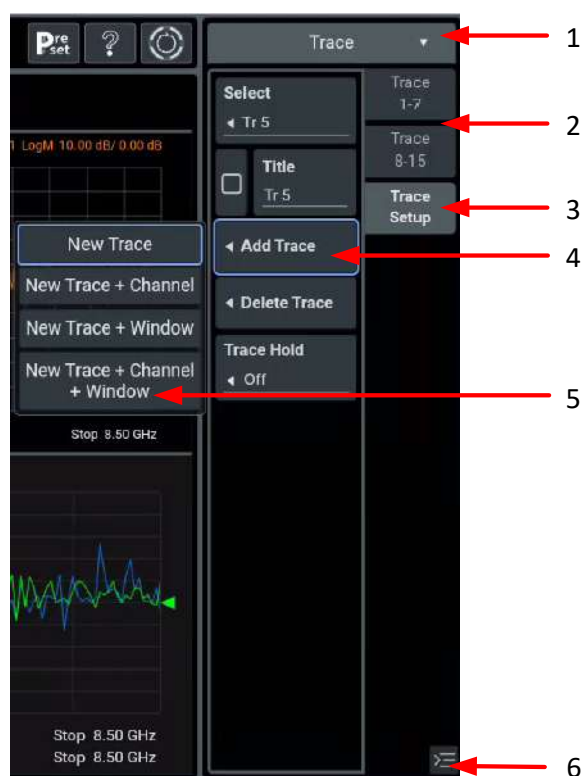 Pre
set
?
Trace
1
Select
Tr 5
Trace
1-7
2
1 LogM 10.00 dB/ 0.00 dB
Trace
8-15
Title
Tr 5
Trace
Setup
3
New Trace
Add Trace
4
New Trace + Channel
Delete Trace
New Trace + Window
New Trace + Channel
+ Window
Trace Hold
Off
5
Stop 8.50 GHz
Stop 8.50 GHz
Stop 8.50 GHz
6